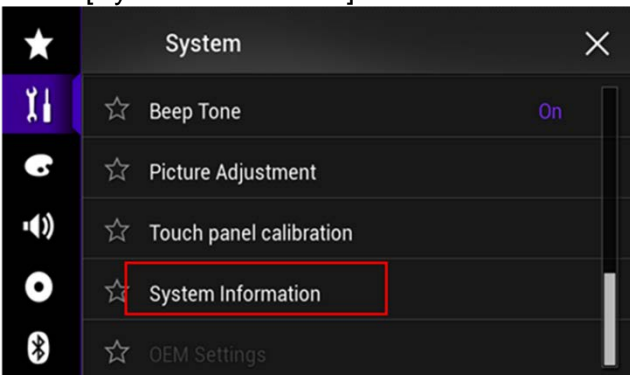 System
Beep Tone On
Picture Adjustment
Touch panel calibration
System Information
OEM Settings